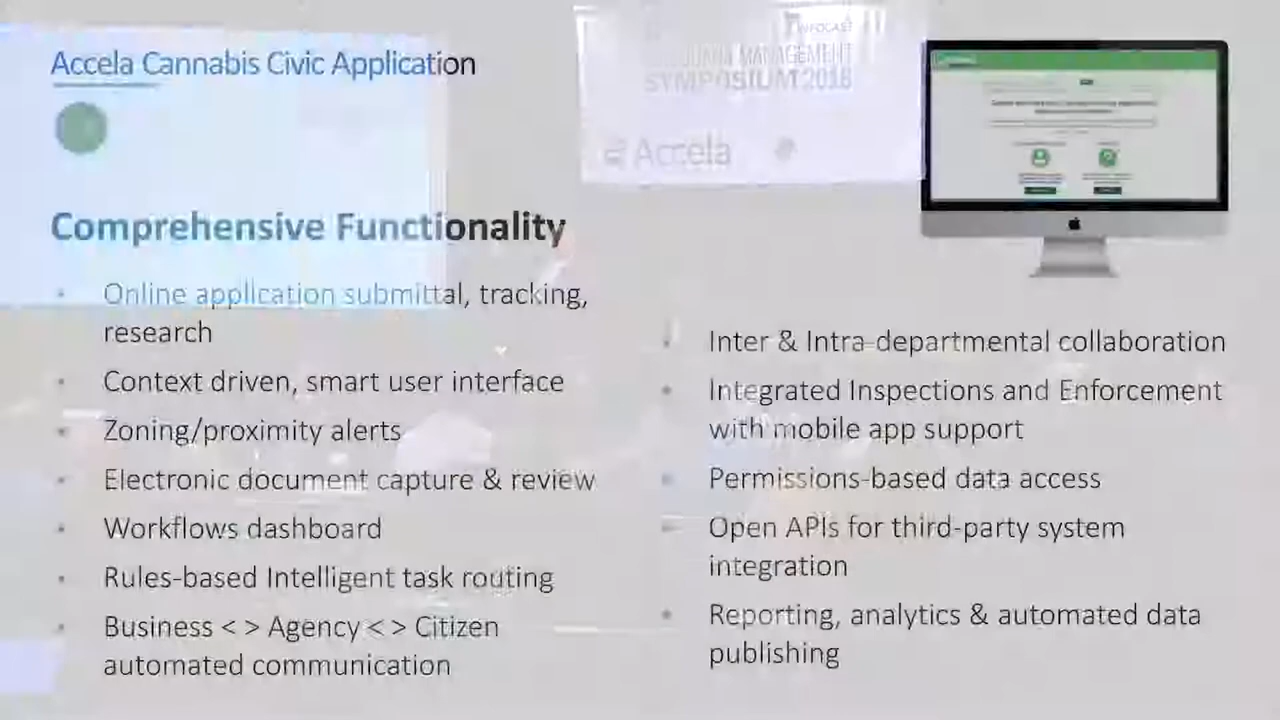 Accela Cannabis Civic Application
INFOCAST
MANAGEMENT
SYMPOSIUM 2016
Accela
Comprehensive Functionality
• Online application submittal, tracking,
research
• Context driven, smart user interface
• Zoning/proximity alerts
• Electronic document capture & review
• Workflows dashboard
• Rules-based Intelligent task routing
• Business < > Agency < > Citizen
automated communication
• Inter & Intra-departmental collaboration
• Integrated Inspections and Enforcement
with mobile app support
• Permissions-based data access
• Open APIs for third-party system
integration
• Reporting, analytics & automated data
publishing